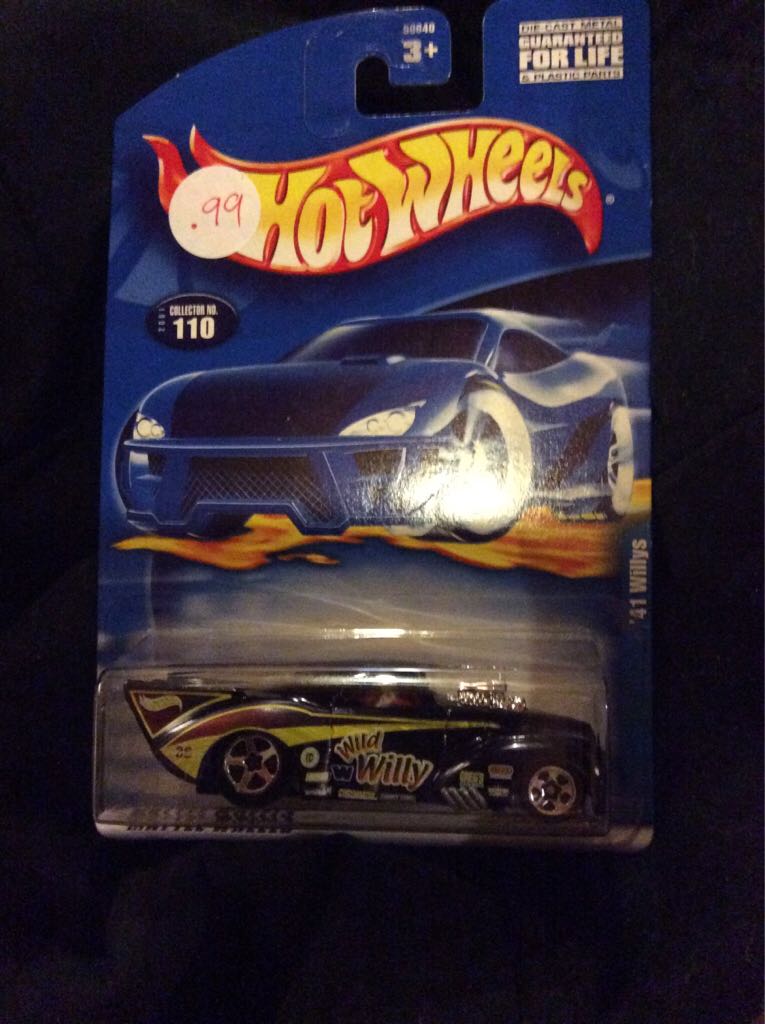 50040
3+
DIE CAST METAL
GUARANTEED
FOR LIFE
& PLASTIC PARTS
HOT WHEELS®
.99
2001
COLLECTOR NO.
110
'41 Willys
Wild
Willy